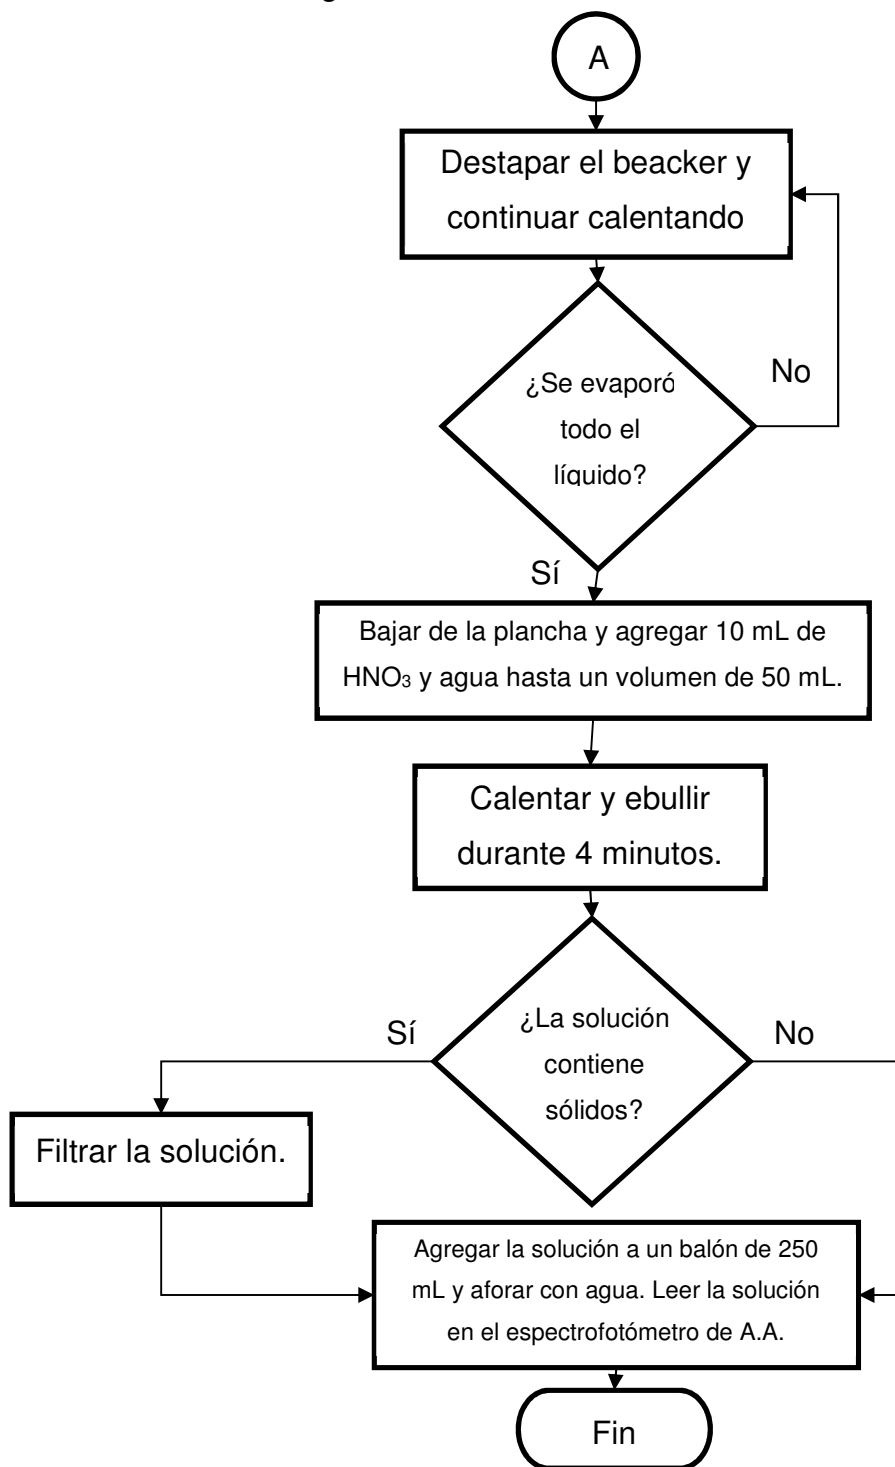 A
Destapar el beacker y
continuar calentando
¿Se evaporó
todo el
líquido?
No
Sí
Bajar de la plancha y agregar 10 mL de
HNO₃ y agua hasta un volumen de 50 mL.
Calentar y ebullir
durante 4 minutos.
¿La solución
contiene
sólidos?
Sí
No
Filtrar la solución.
Agregar la solución a un balón de 250
mL y aforar con agua. Leer la solución
en el espectrofotómetro de A.A.
Fin